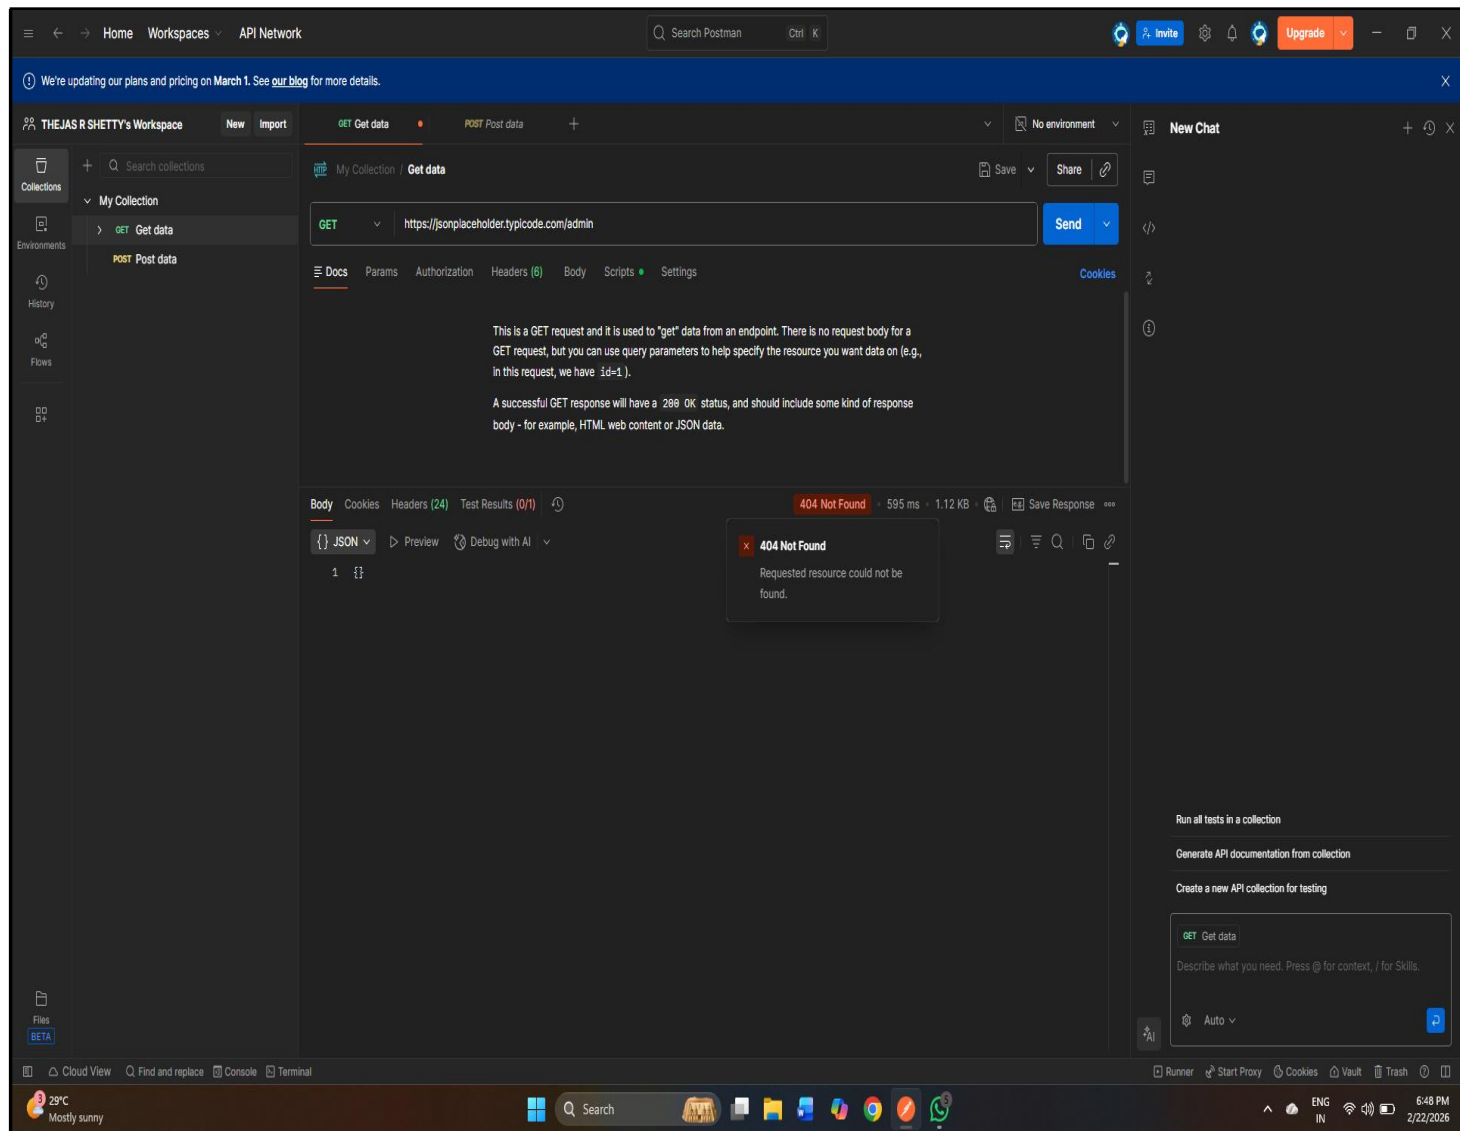 Home Workspaces API Network Search Postman Ctrl K Invite Upgrade
We're updating our plans and pricing on March 1. See our blog for more details.
THEJAS R SHETTY's Workspace New Import GET Get data POST Post data No environment New Chat
Collections Search collections My Collection / Get data Save Share
My Collection
GET https://jsonplaceholder.typicode.com/admin Send
GET Get data
Environments
POST Post data
Docs Params Authorization Headers (6) Body Scripts Settings Cookies
History
This is a GET request and it is used to "get" data from an endpoint. There is no request body for a
GET request, but you can use query parameters to help specify the resource you want data on (e.g.,
Flows
in this request, we have id=1 ).
A successful GET response will have a 200 OK status, and should include some kind of response
body - for example, HTML web content or JSON data.
Body Cookies Headers (24) Test Results (0/1) 404 Not Found 595 ms 1.12 KB Save Response
{} JSON Preview Debug with AI
404 Not Found
1 {}
Requested resource could not be
found.
Run all tests in a collection
Generate API documentation from collection
Create a new API collection for testing
GET Get data
Describe what you need. Press @ for context, / for Skills.
Files
BETA
Auto
AI
Cloud View Find and replace Console Terminal Runner Start Proxy Cookies Vault Trash
3 29°C
Mostly sunny
Search
ENG
IN
6:48 PM
2/22/2026